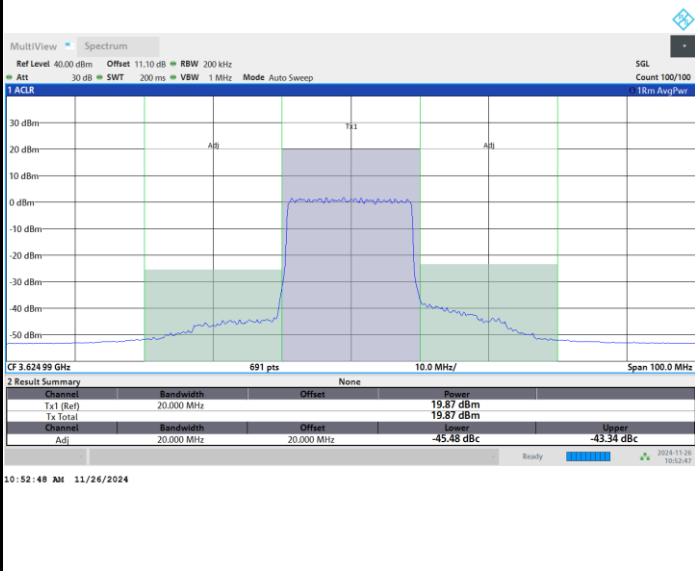 MultiView Spectrum
Ref Level 40.00 dBm Offset 11.10 dB RBW 200 kHz SGL
Att 30 dB SWT 200 ms VBW 1 MHz Mode Auto Sweep Count 100/100
1 ACLR 1Rm AvgPwr
30 dBm
Tx1
20 dBm
Adj Adj
10 dBm
0 dBm
-10 dBm
-20 dBm
-30 dBm
-40 dBm
-50 dBm
CF 3.62499 GHz 691 pts 10.0 MHz/ Span 100.0 MHz
2 Result Summary None
Channel Bandwidth Offset Power
Tx1 (Ref) 20.000 MHz 19.87 dBm
Tx Total 19.87 dBm
Channel Bandwidth Offset Lower Upper
Adj 20.000 MHz 20.000 MHz -45.48 dBc -43.34 dBc
Ready 2024-11-26
10:52:47
10:52:48 AM 11/26/2024